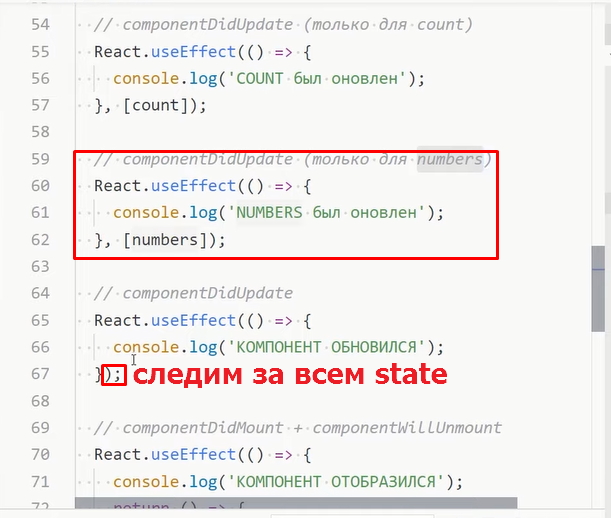 54 // componentDidUpdate (только для count)
55 React.useEffect(() => {
56 console.log('COUNT был оновлен');
57 }, [count]);
58
59 // componentDidUpdate (только для numbers)
60 React.useEffect(() => {
61 console.log('NUMBERS был оновлен');
62 }, [numbers]);
63
64 // componentDidUpdate
65 React.useEffect(() => {
66 console.log('КОМПОНЕНТ ОБНОВИЛСЯ');
67 }); следим за всем state
68
69 // componentDidMount + componentWillUnmount
70 React.useEffect(() => {
71 console.log('КОМПОНЕНТ ОТОБРАЗИЛСЯ');
72 return () => {